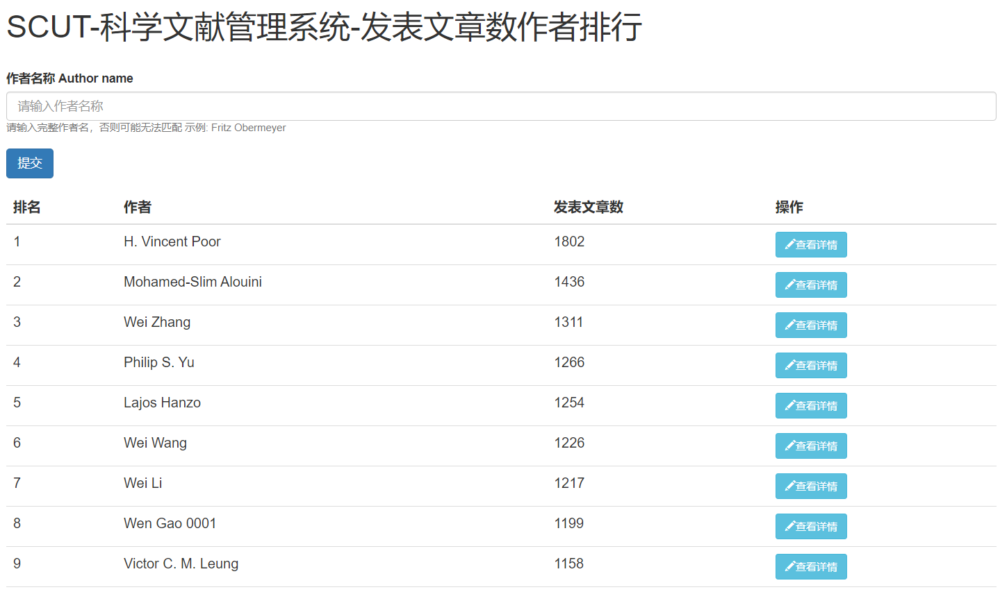 SCUT-科学文献管理系统-发表文章数作者排行
作者名称 Author name
请输入作者名称
请输入完整作者名，否则可能无法匹配 示例: Fritz Obermeyer
提交
排名 作者 发表文章数 操作
1 H. Vincent Poor 1802 查看详情
2 Mohamed-Slim Alouini 1436 查看详情
3 Wei Zhang 1311 查看详情
4 Philip S. Yu 1266 查看详情
5 Lajos Hanzo 1254 查看详情
6 Wei Wang 1226 查看详情
7 Wei Li 1217 查看详情
8 Wen Gao 0001 1199 查看详情
9 Victor C. M. Leung 1158 查看详情